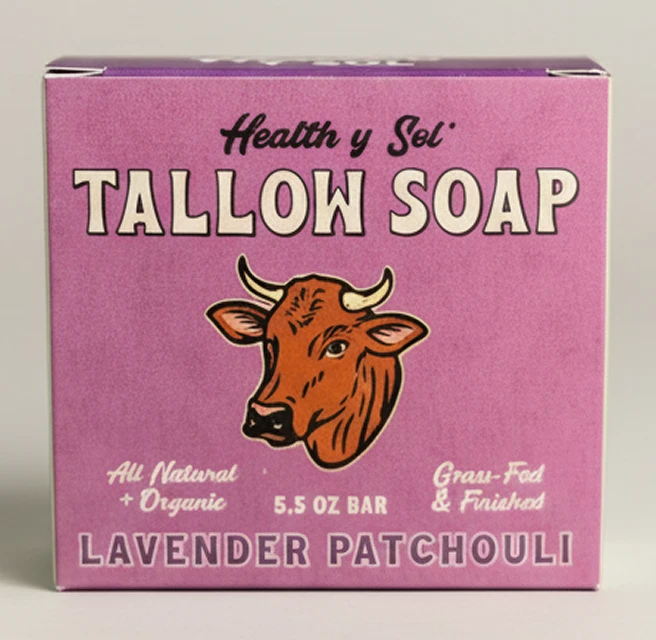 Health y Sol
TALLOW SOAP
All Natural
+ Organic
5.5 OZ BAR
Grass-Fed
& Finished
LAVENDER PATCHOULI